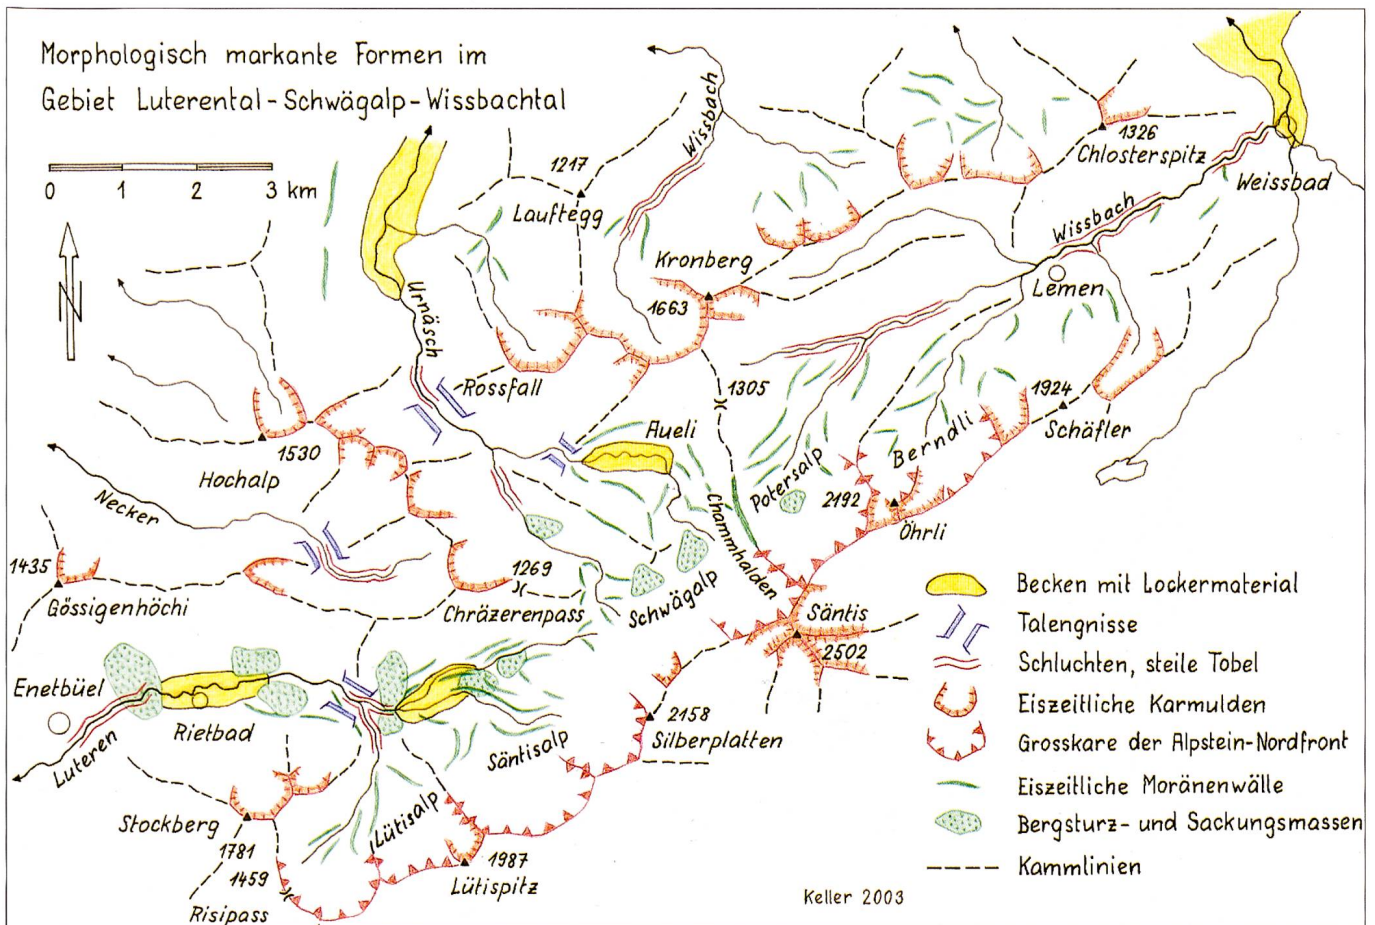 Morphologisch markante Formen im
Gebiet Luterental-Schwägalp-Wissbachtal
0 1 2 3 km
N
1217
Lauftegg
Wissbach
1326
Chlosterspitz
Weissbad
Wissbach
Kronberg
1663
Lemen
Urnäsch
Rossfall
1305
1924
Schäfler
Aueli
Berndli
1530
Hochalp
Potersalp
2192
Öhrli
Necker
Chammhalden
1435
Gössigenhöchi
1269
Chräzerenpass
Schwägalp
Säntis
2502
Enetbüel
Rietbad
Luteren
2158
Silberplatten
Säntisalp
Stockberg
1781
Lütisalp
1987
Lütispitz
1459
Risipass
Becken mit Lockermaterial
Talengnisse
Schluchten, steile Tobel
Eiszeitliche Karmulden
Grosskare der Alpstein-Nordfront
Eiszeitliche Moränenwälle
Bergsturz- und Sackungsmassen
Kammlinien
Keller 2003